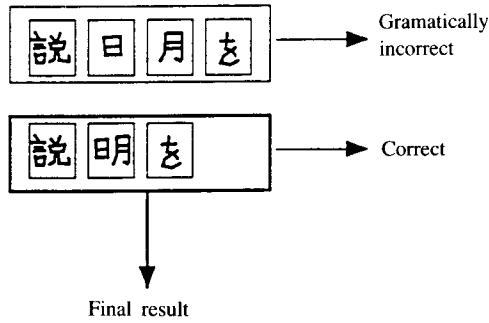 説 日 月 を
Gramatically
incorrect
説 明 を
Correct
Final result